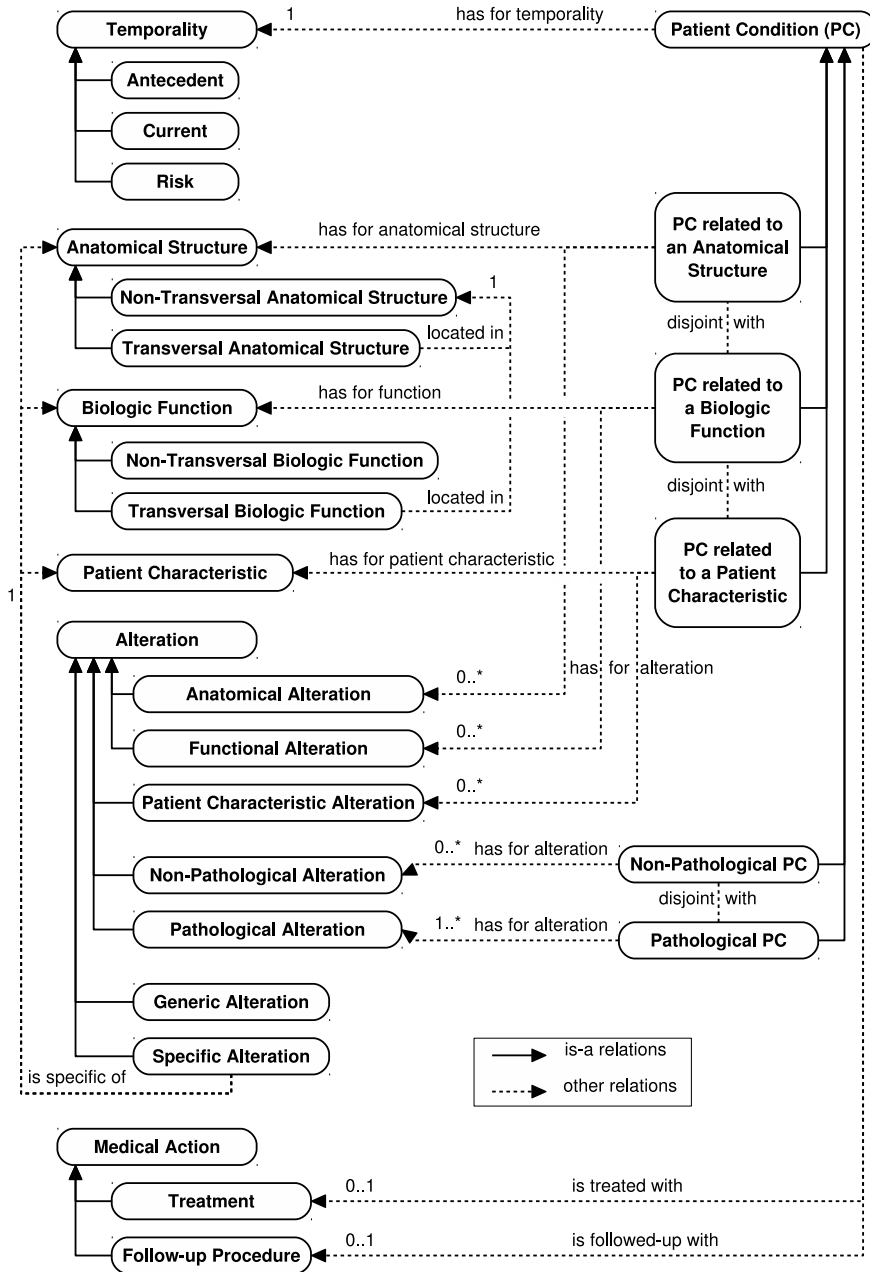 1
has for temporality
Temporality
Patient Condition (PC)
Antecedent
Current
Risk
has for anatomical structure
Anatomical Structure
PC related to
an Anatomical
Structure
1
Non-Transversal Anatomical Structure
Transversal Anatomical Structure
located in
disjoint with
has for function
Biologic Function
PC related to
a Biologic
Function
Non-Transversal Biologic Function
Transversal Biologic Function
located in
disjoint with
has for patient characteristic
Patient Characteristic
PC related
to a Patient
Characteristic
1
Alteration
has for alteration
Anatomical Alteration
0..*
Functional Alteration
0..*
Patient Characteristic Alteration
0..*
Non-Pathological Alteration
0..*
has for alteration
Non-Pathological PC
disjoint with
Pathological Alteration
1..*
has for alteration
Pathological PC
Generic Alteration
Specific Alteration
is specific of
is-a relations
other relations
Medical Action
Treatment
0..1
is treated with
Follow-up Procedure
0..1
is followed-up with